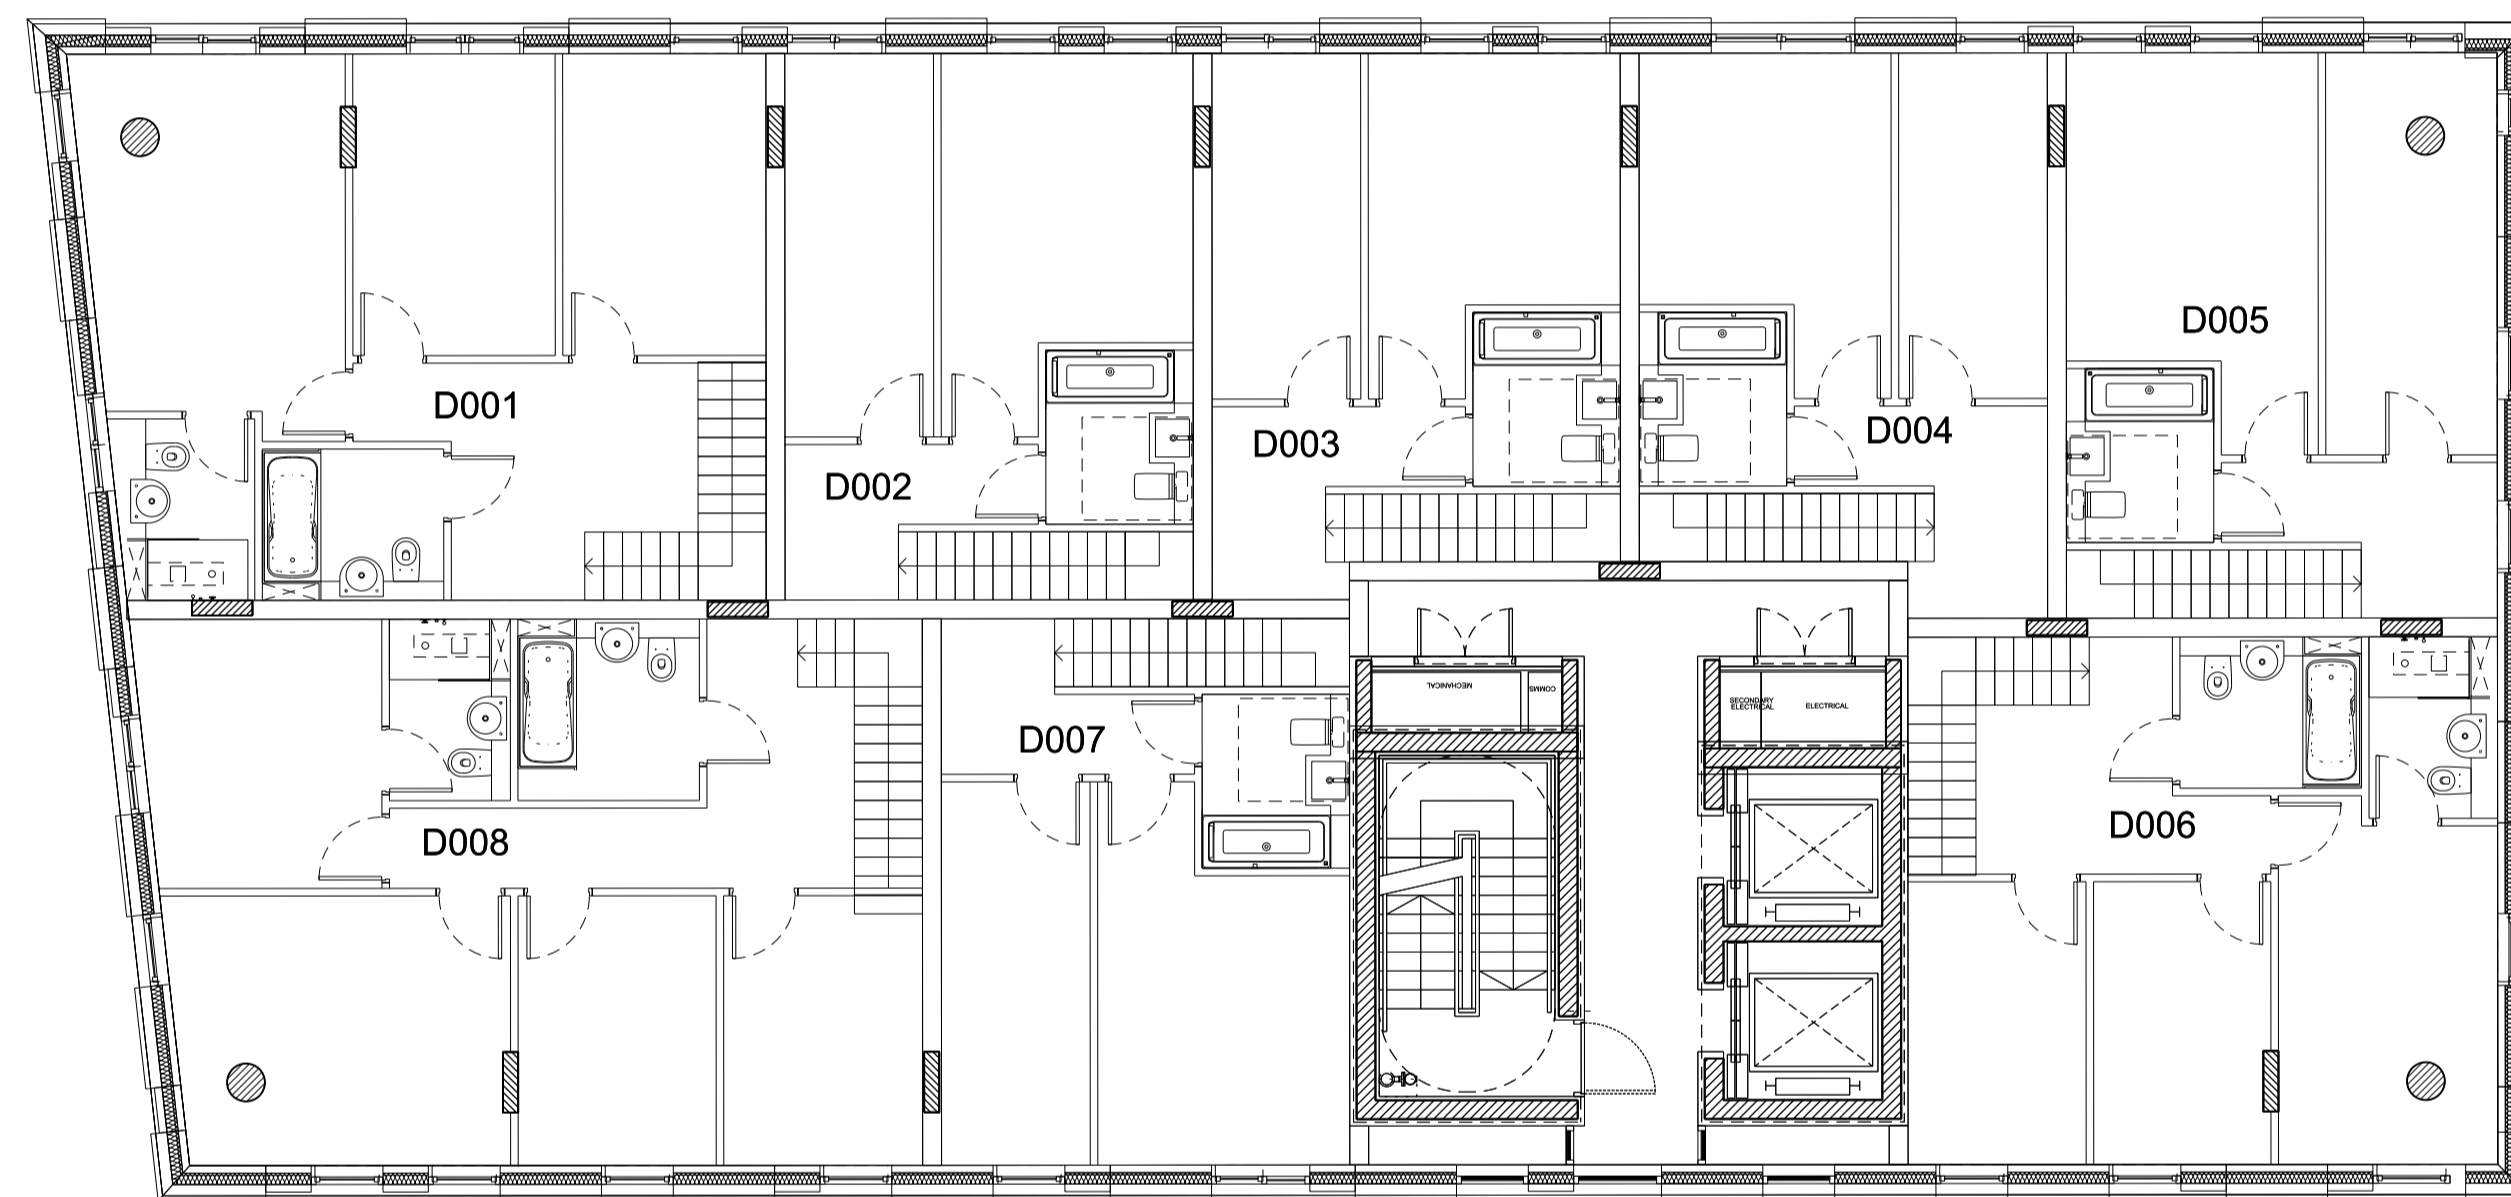 D001
D002
D003
D004
D005
MECHANICAL
COMMS
SECONDARY
ELECTRICAL
ELECTRICAL
D007
D008
D006